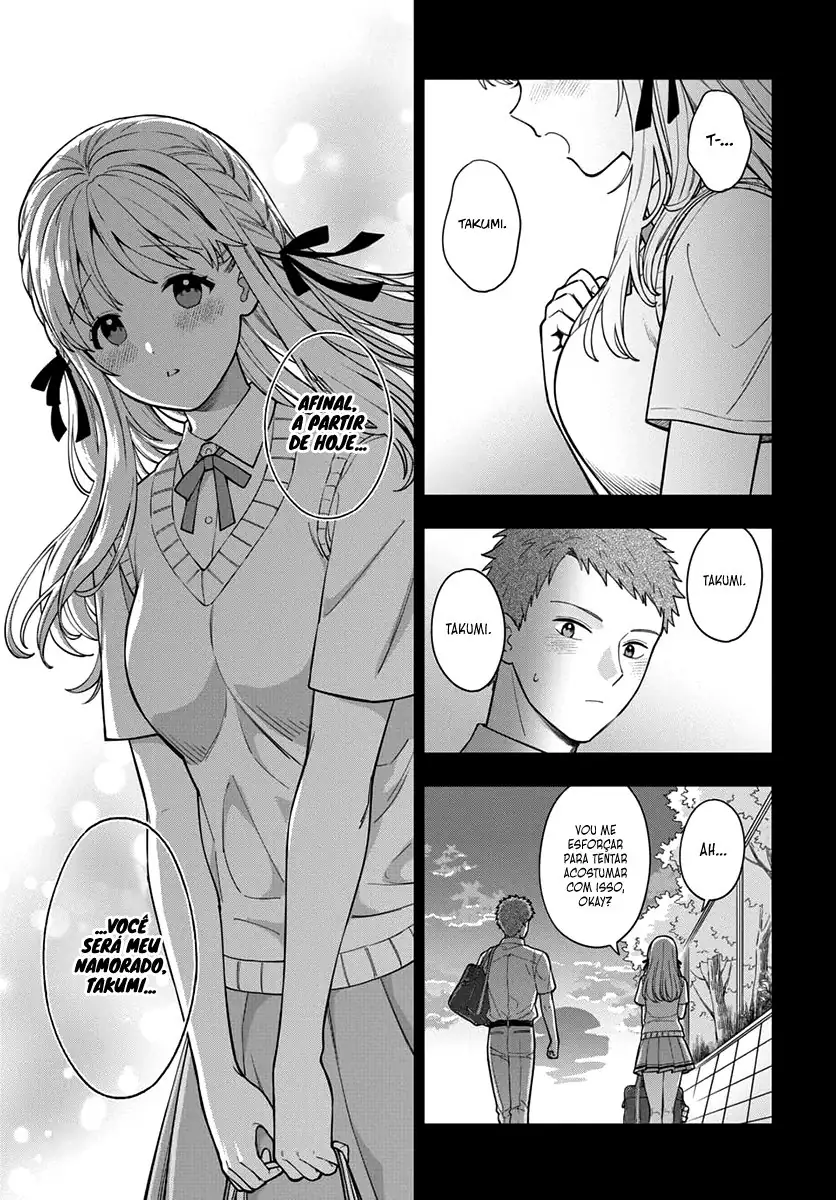 T-...
TAKUMI.
TAKUMI.
TAKUMI.
AH...
VOU ME
ESFORÇAR
PARA TENTAR
ACOSTUMAR
COM ISSO,
OKAY?
AFINAL,
A PARTIR
DE HOJE...
...VOCÊ
SERÁ MEU
NAMORADO,
TAKUMI...